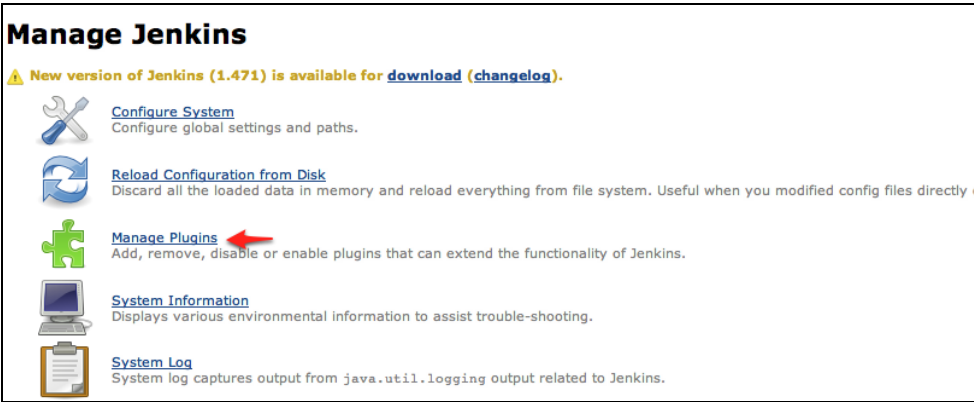 Manage Jenkins
New version of Jenkins (1.471) is available for download (changelog).
Configure System
Configure global settings and paths.
Reload Configuration from Disk
Discard all the loaded data in memory and reload everything from file system. Useful when you modified config files directly
Manage Plugins
Add, remove, disable or enable plugins that can extend the functionality of Jenkins.
System Information
Displays various environmental information to assist trouble-shooting.
System Log
System log captures output from java.util.logging output related to Jenkins.